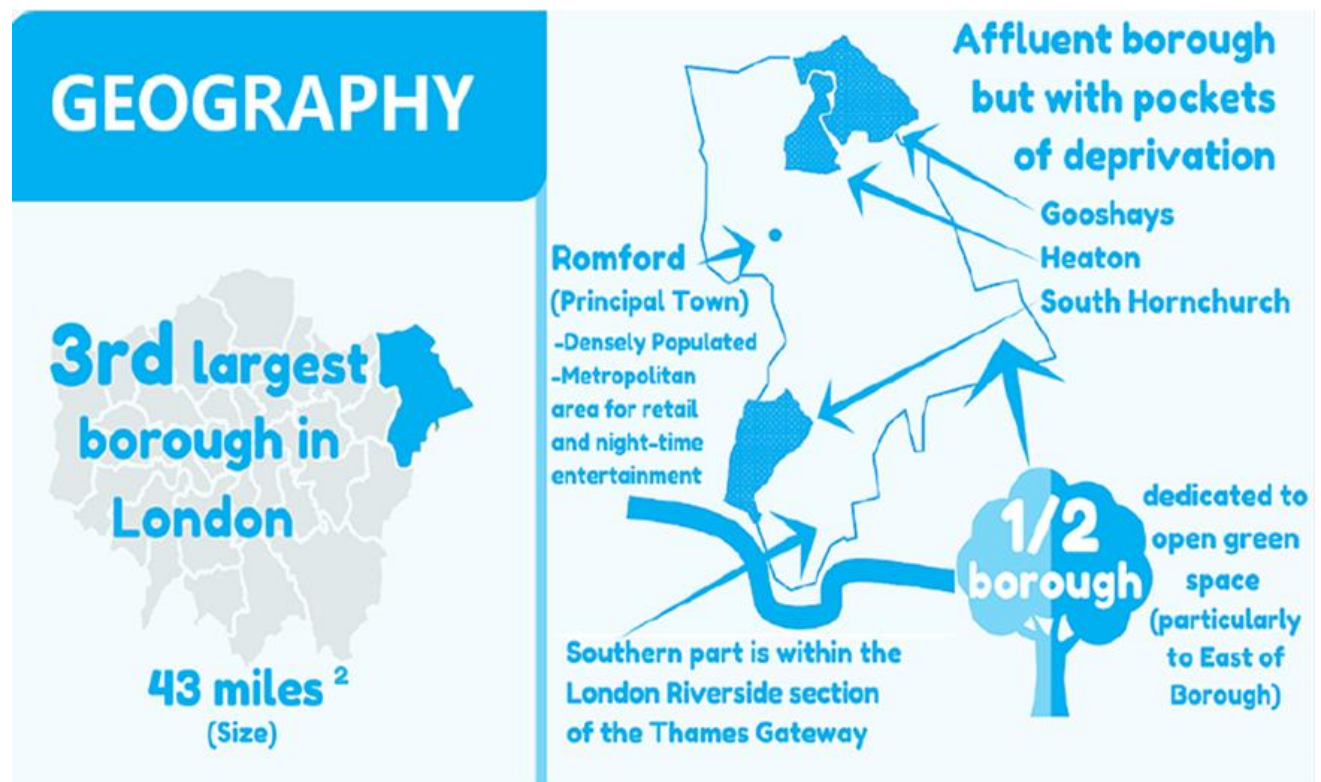 GEOGRAPHY
3rd largest
borough in
London
43 miles ²
(Size)
Affluent borough
but with pockets
of deprivation
Gooshays
Heaton
South Hornchurch
Romford
(Principal Town)
-Densely Populated
-Metropolitan
area for retail
and night-time
entertainment
1/2
borough
dedicated to
open green
space
(particularly
to East of
Borough)
Southern part is within the
London Riverside section
of the Thames Gateway